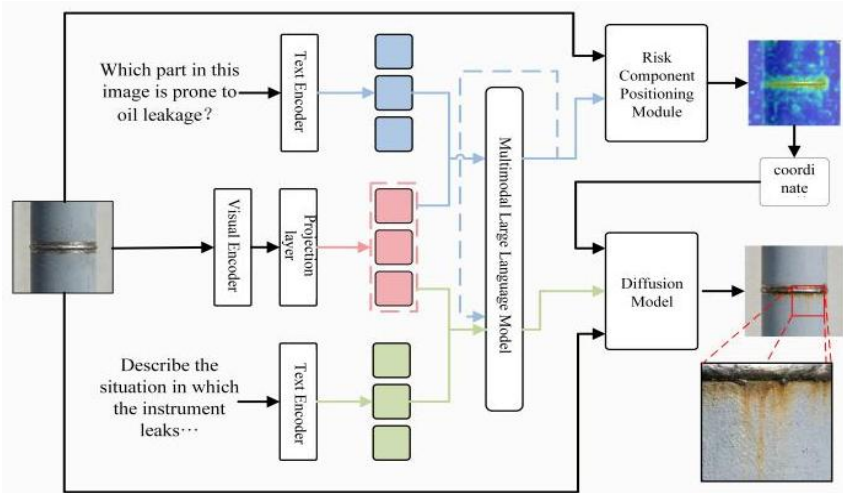 Which part in this
image is prone to
oil leakage?
Text Encoder
Multimodal Large Language Model
Risk
Component
Positioning
Module
coordi
nate
Visual Encoder
Projection
layer
Diffusion
Model
Describe the
situation in which
the instrument
leaks···
Text Encoder